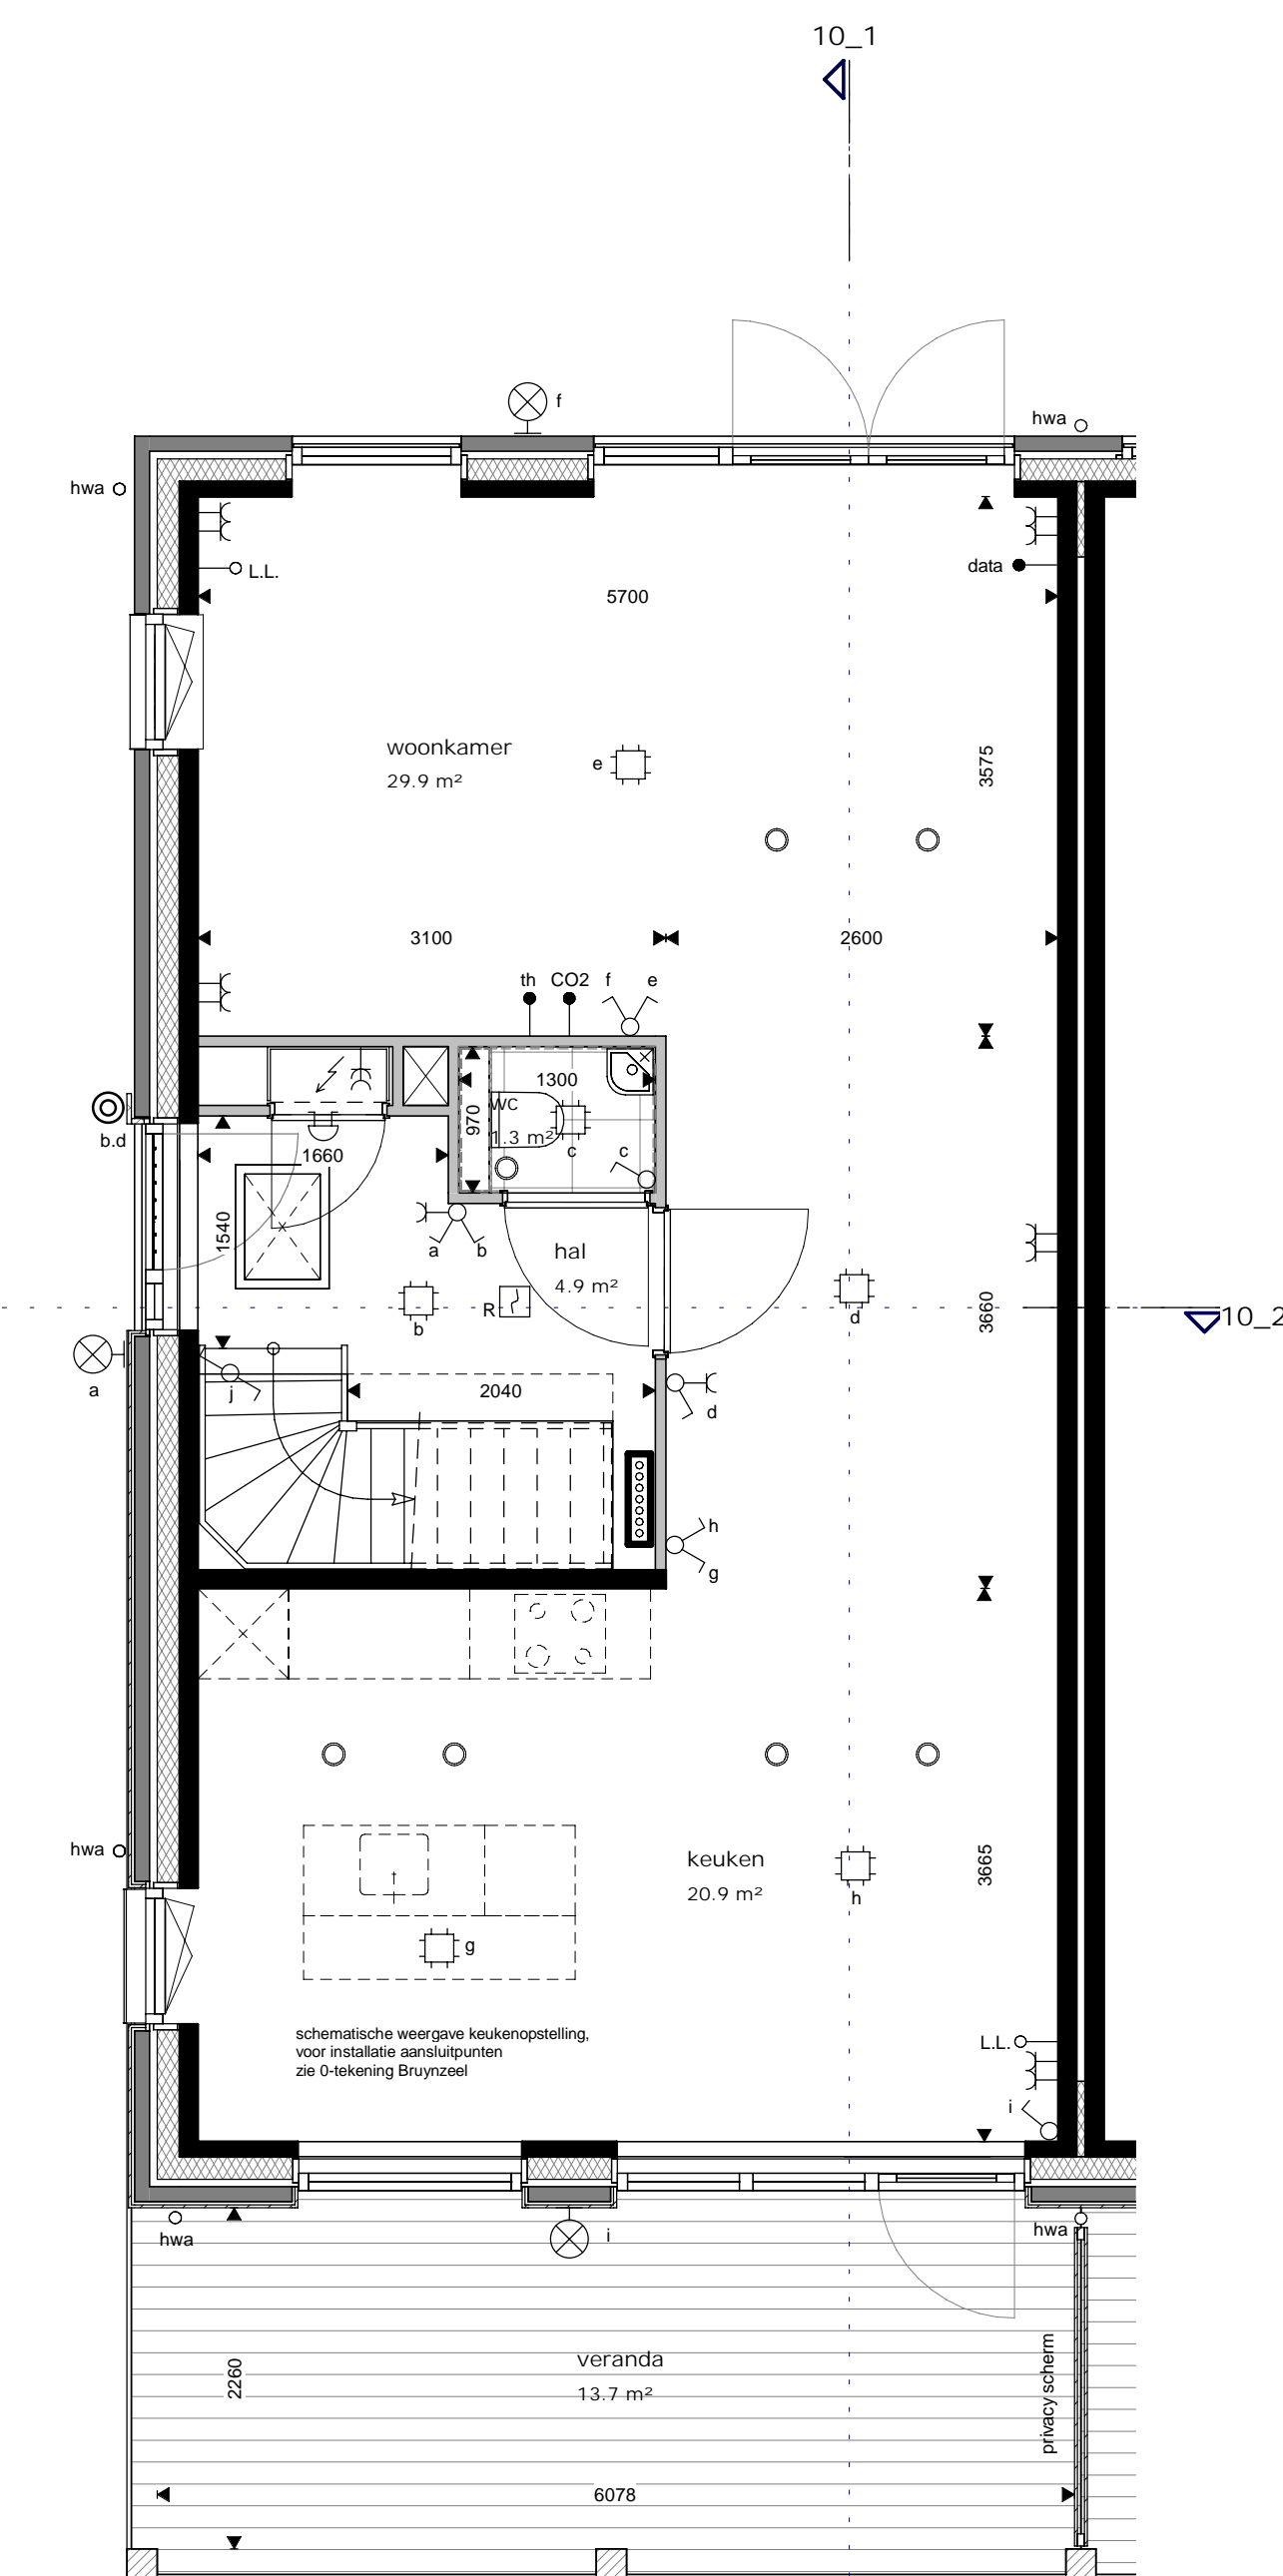 10_1
f
hwa
hwa
L.L.
data
5700
woonkamer
29.9 m²
e
3575
3100
2600
th
CO2
f
e
1300
WC
970
1.3 m²
c
c
b.d
1660
1540
a
b
hal
4.9 m²
R
b
d
3660
10_2
a
j
2040
d
h
g
hwa
keuken
20.9 m²
h
3665
g
schematische weergave keukenopstelling,
voor installatie aansluitpunten
zie 0-tekening Bruynzeel
L.L.
i
hwa
i
hwa
veranda
13.7 m²
2260
privacy scherm
6078